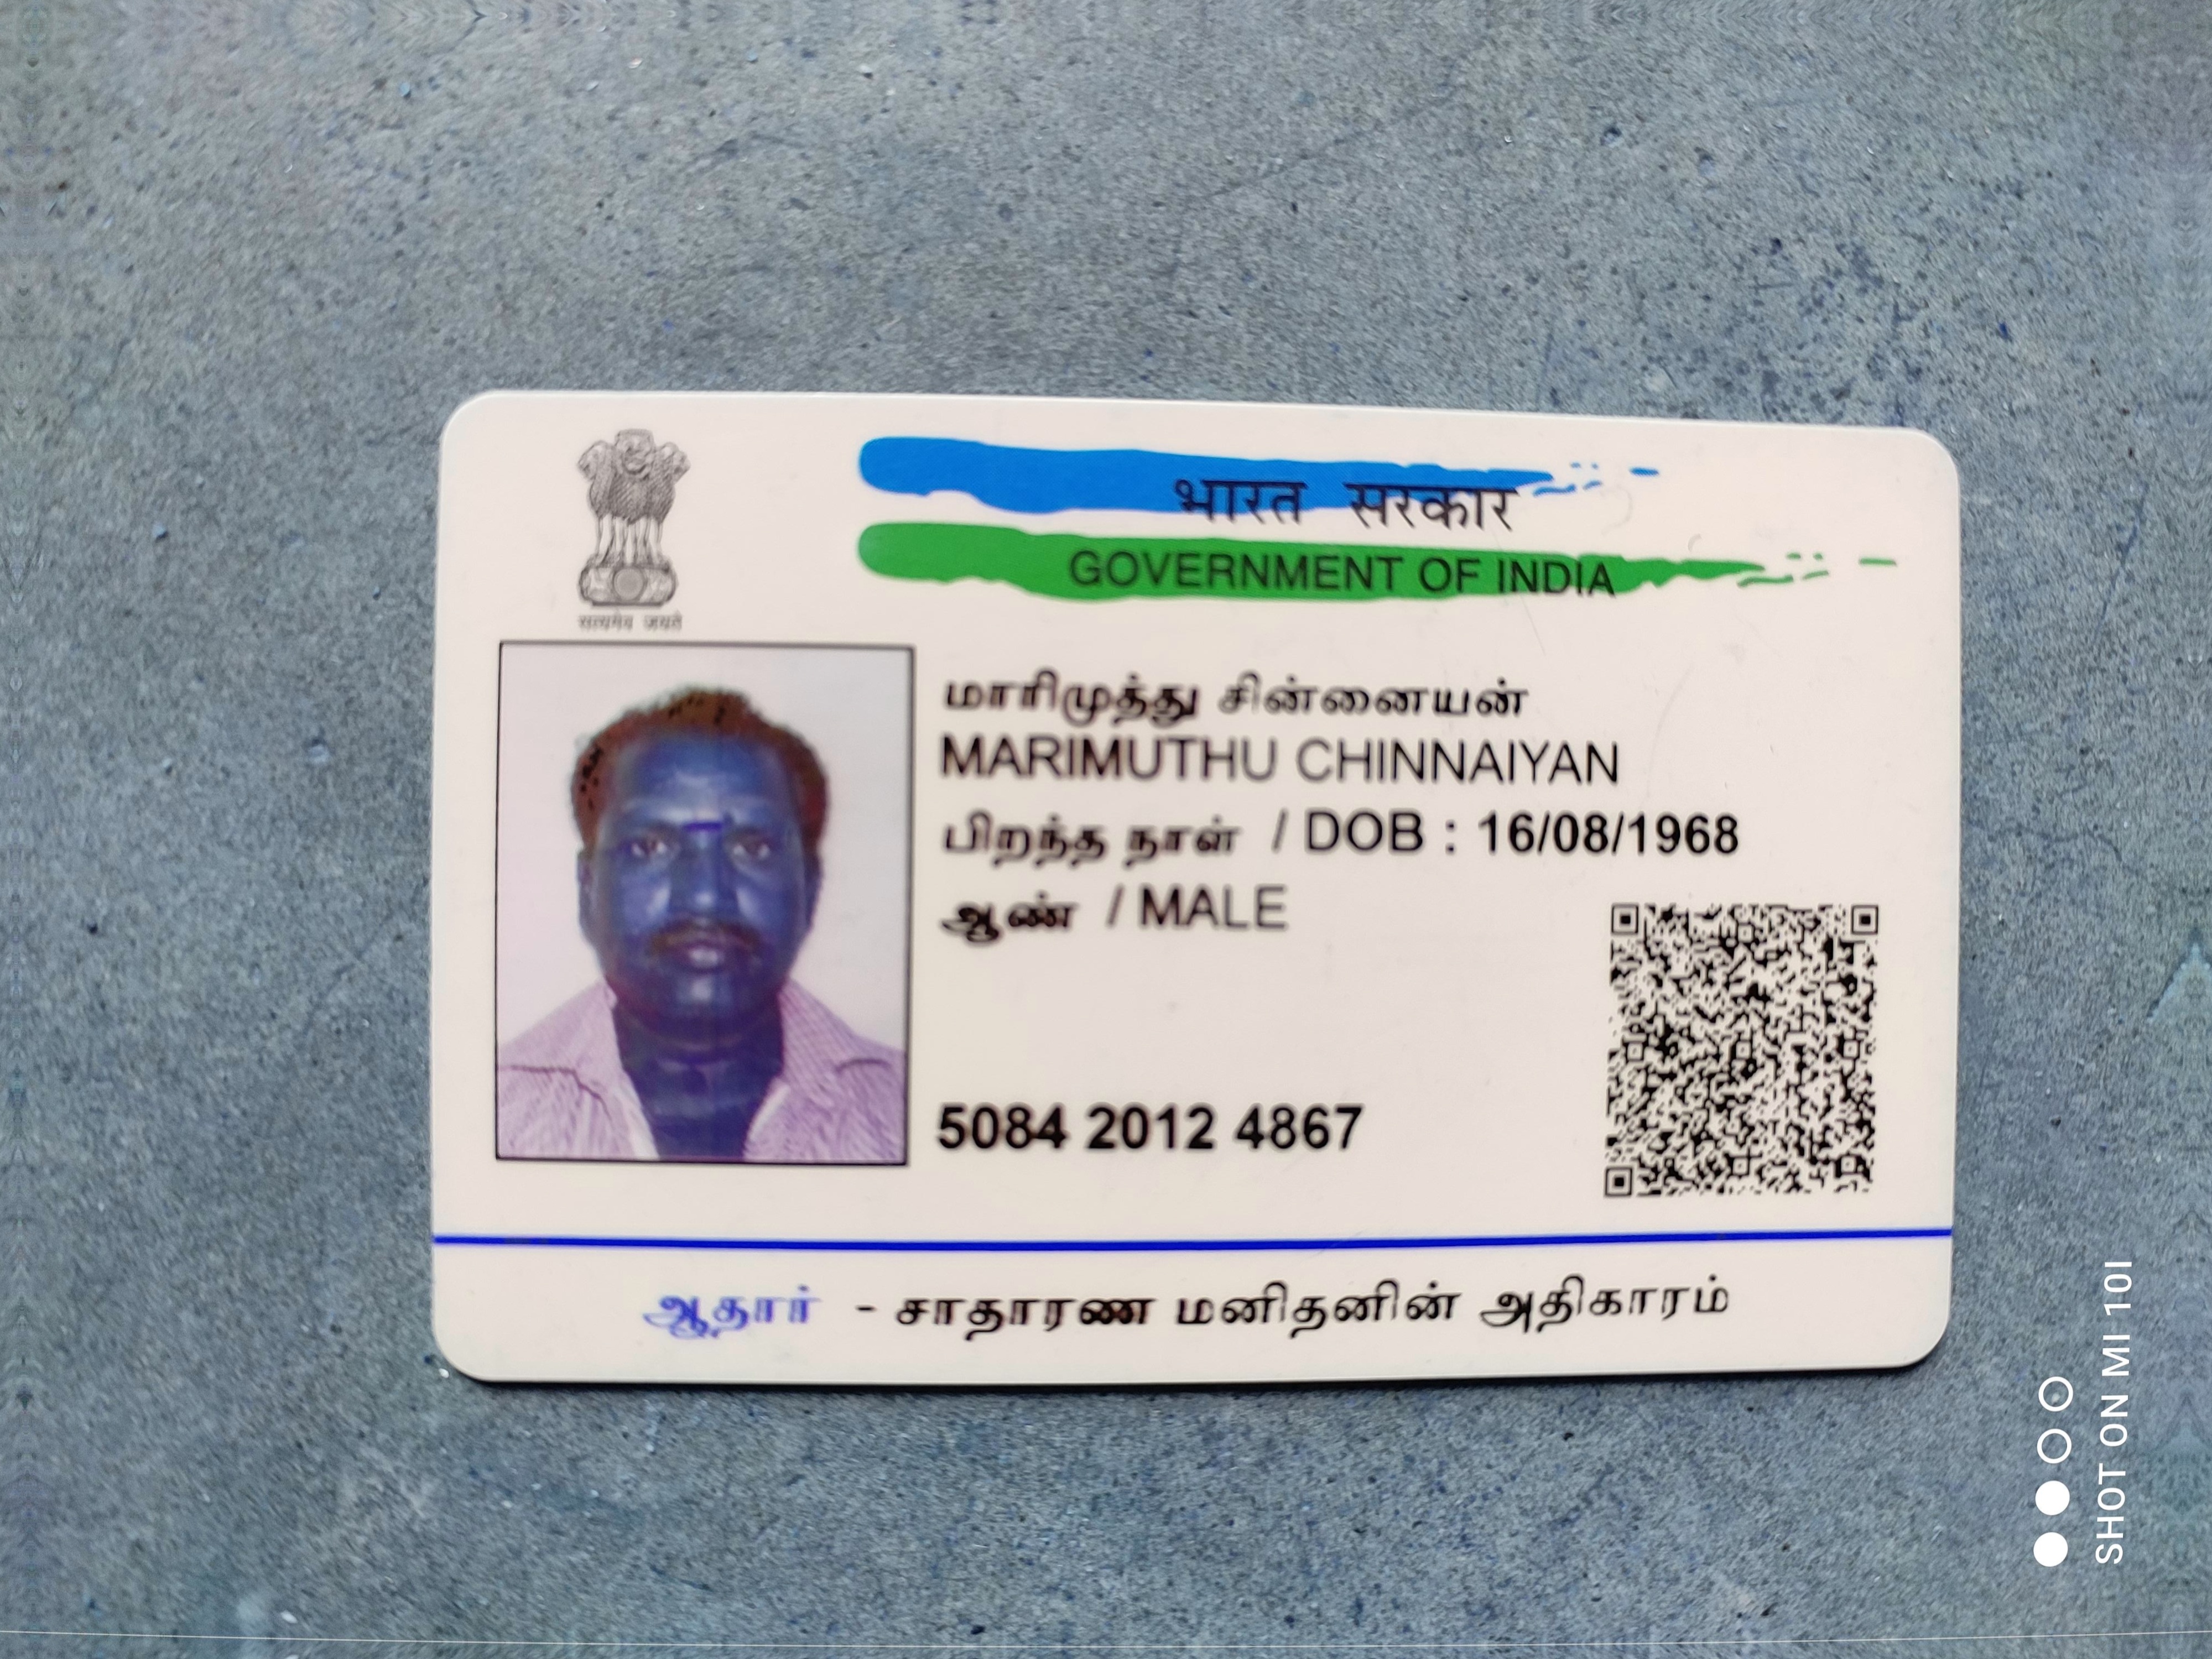 सत्यमेव जयते
भारत सरकार
GOVERNMENT OF INDIA
மாரிமுத்து சின்னையன்
MARIMUTHU CHINNAIYAN
பிறந்த நாள் / DOB : 16/08/1968
ஆண் / MALE
5084 2012 4867
ஆதார் - சாதாரண மனிதனின் அதிகாரம்
SHOT ON MI 10I